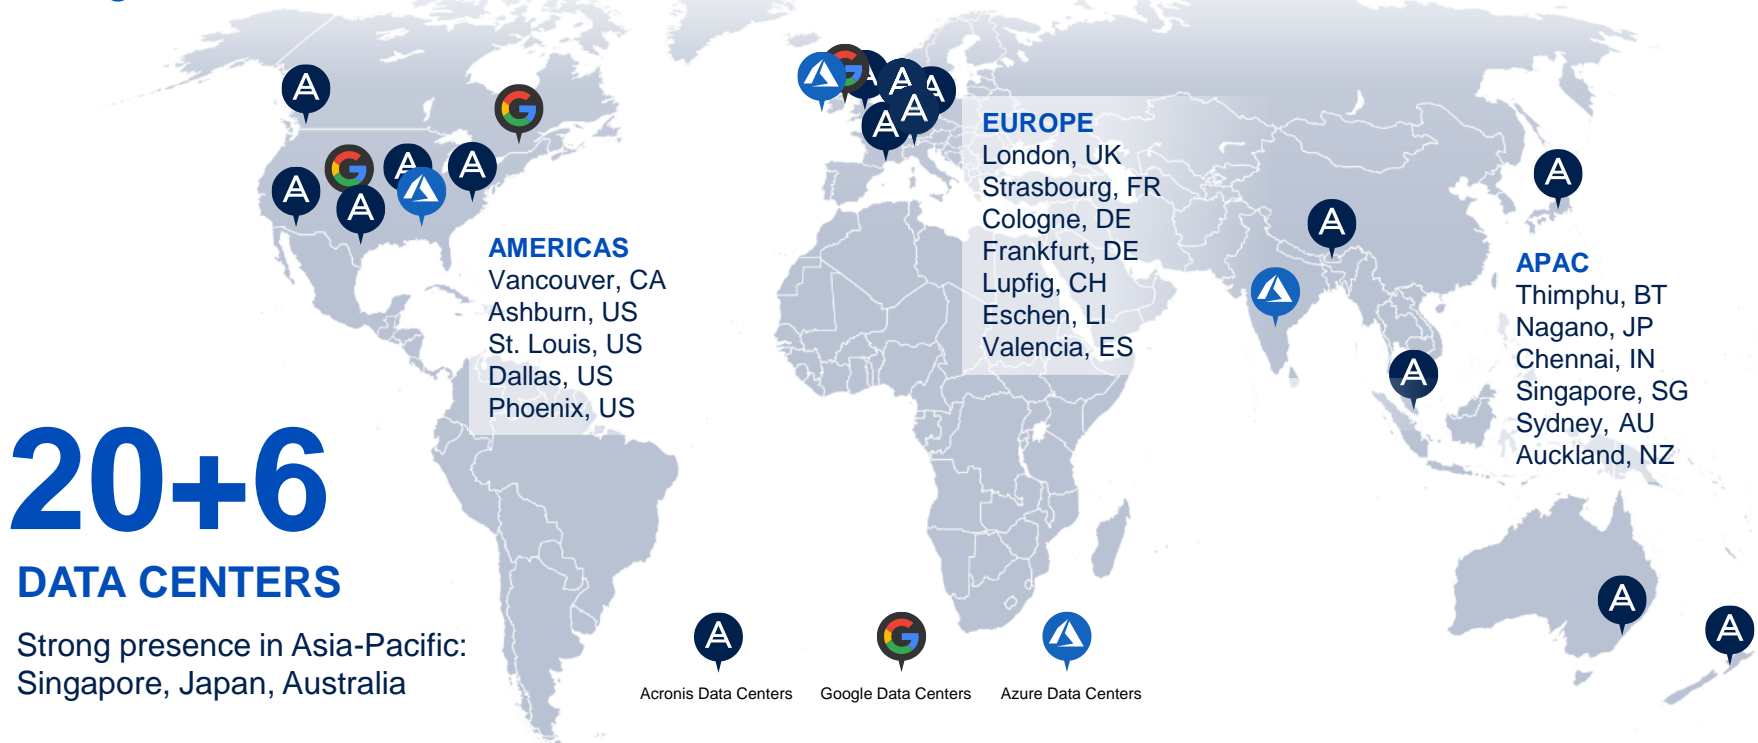 AMERICAS
Vancouver, CA
Ashburn, US
St. Louis, US
Dallas, US
Phoenix, US
EUROPE
London, UK
Strasbourg, FR
Cologne, DE
Frankfurt, DE
Lupfig, CH
Eschen, LI
Valencia, ES
APAC
Thimphu, BT
Nagano, JP
Chennai, IN
Singapore, SG
Sydney, AU
Auckland, NZ
20+6
DATA CENTERS
Strong presence in Asia-Pacific:
Singapore, Japan, Australia
Acronis Data Centers
Google Data Centers
Azure Data Centers